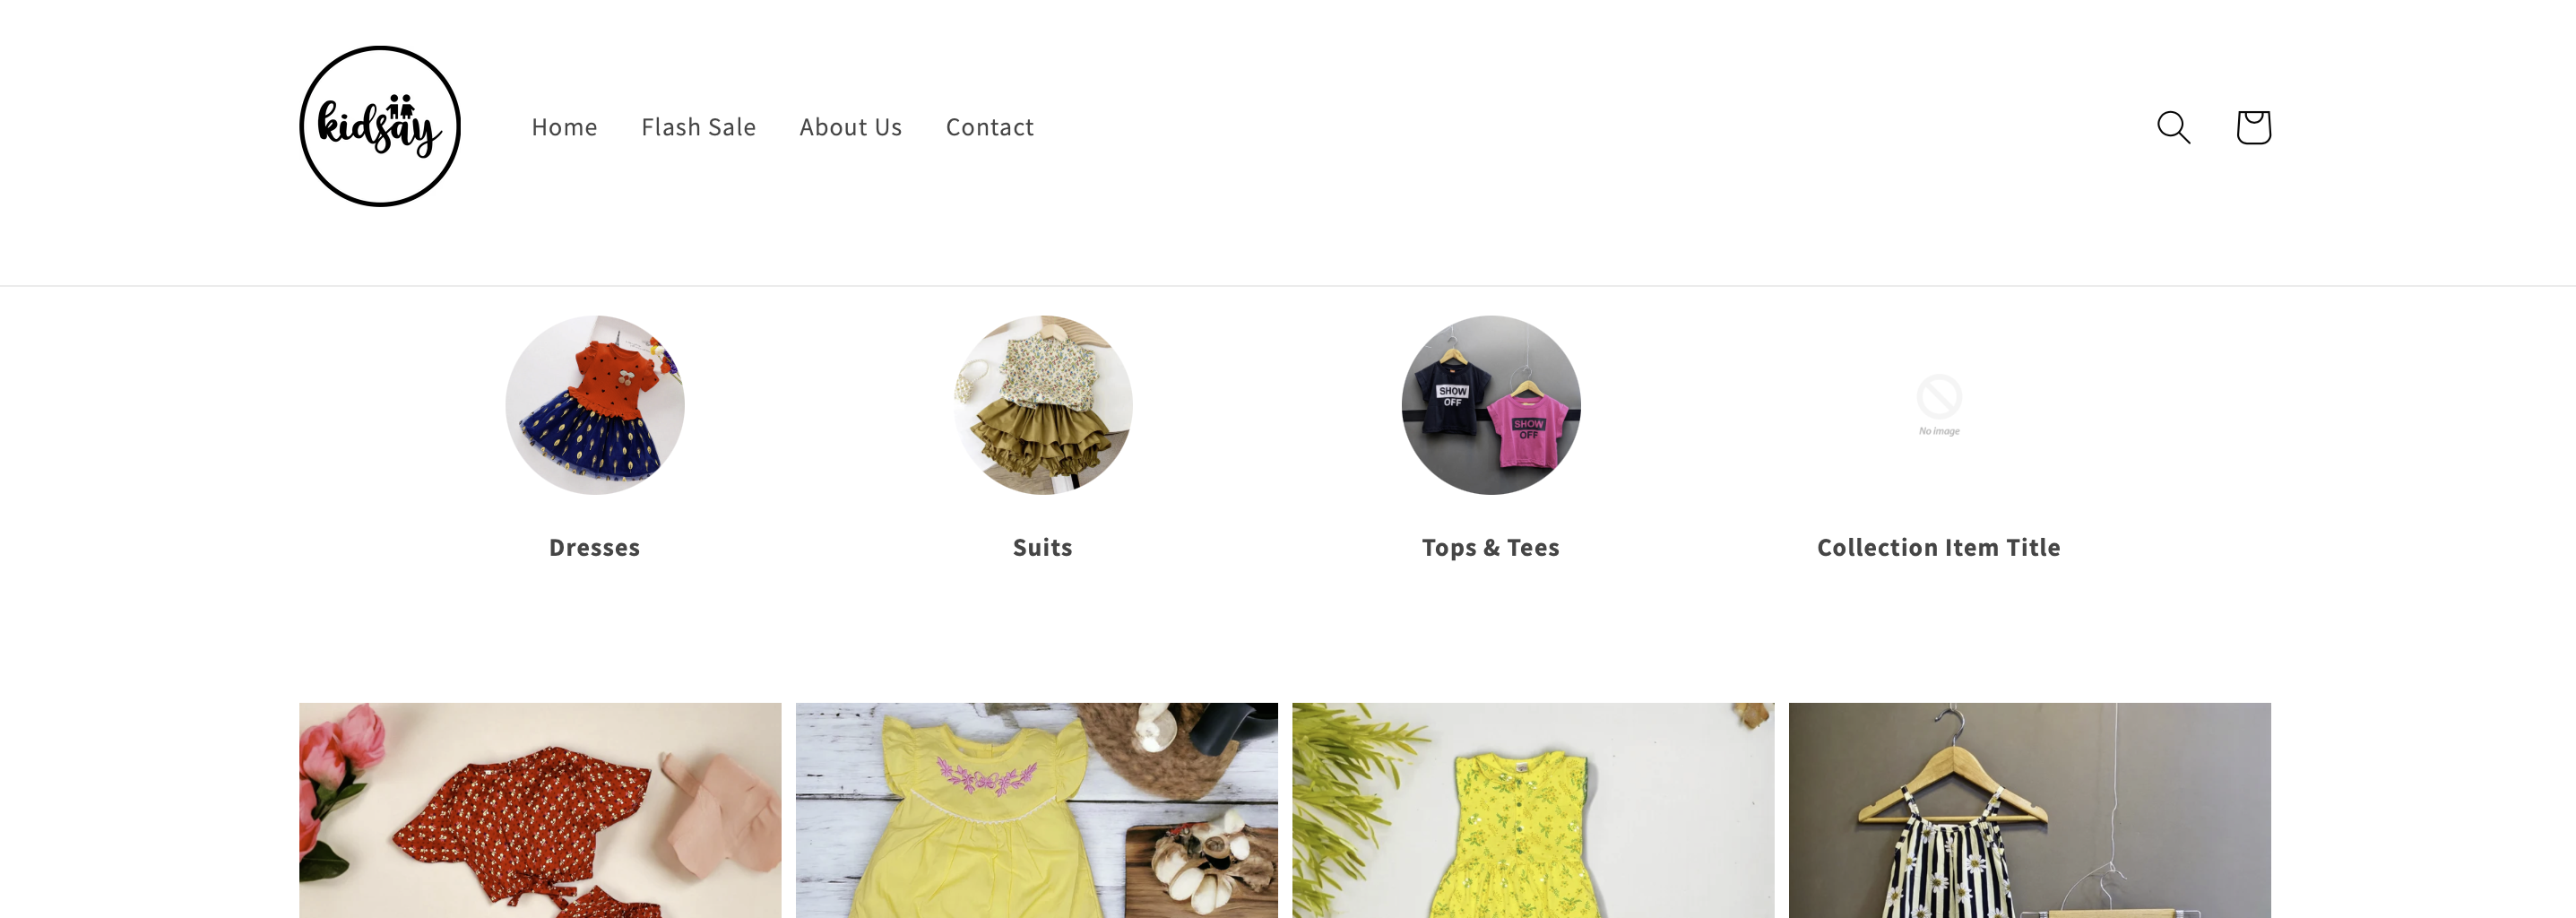 kidsay
Home
Flash Sale
About Us
Contact
SHOW
OFF
SHOW
OFF
No Image
Dresses
Suits
Tops & Tees
Collection Item Title